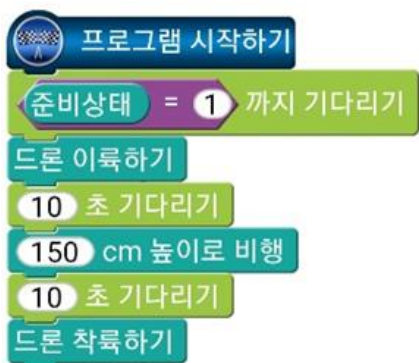 프로그램 시작하기
준비상태 = 1 까지 기다리기
드론 이륙하기
10 초 기다리기
150 cm 높이로 비행
10 초 기다리기
드론 착륙하기